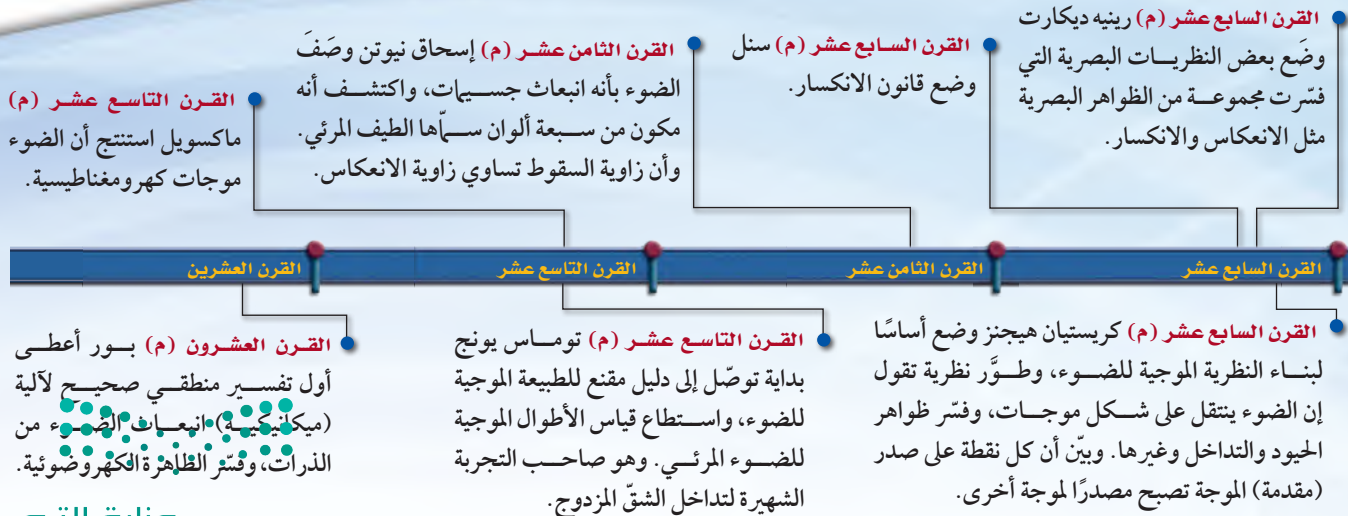 القرن السابع عشر (م) رينيه ديكارت
وضَع بعض النظريات البصرية التي
فسّرت مجموعة من الظواهر البصرية
مثل الانعكاس والانكسار.
القرن السابع عشر (م) سنل
وضع قانون الانكسار.
القرن الثامن عشر (م) إسحاق نيوتن وصَفَ
الضوء بأنه انبعاث جسيمات، واكتشف أنه
مكون من سبعة ألوان سمّاها الطيف المرئي.
وأن زاوية السقوط تساوي زاوية الانعكاس.
القرن التاسع عشر (م)
ماكسويل استنتج أن الضوء
موجات كهرومغناطيسية.
القرن السابع عشر
القرن الثامن عشر
القرن التاسع عشر
القرن العشرين
القرن السابع عشر (م) كريستيان هيجنز وضع أساسًا
لبناء النظرية الموجية للضوء، وطوَّر نظرية تقول
إن الضوء ينتقل على شكل موجات، وفسّر ظواهر
الحيود والتداخل وغيرها. وبيّن أن كل نقطة على صدر
(مقدمة) الموجة تصبح مصدرًا لموجة أخرى.
القرن التاسع عشر (م) توماس يونج
بداية توصّل إلى دليل مقنع للطبيعة الموجية
للضوء، واستطاع قياس الأطوال الموجية
للضوء المرئي. وهو صاحب التجربة
الشهيرة لتداخل الشقّ المزدوج.
القرن العشرون (م) بور أعطى
أول تفسير منطقي صحيح لآلية
(ميكانيكية) انبعاث الضوء من
الذرات، وفسّر الظاهرة الكهروضوئية.